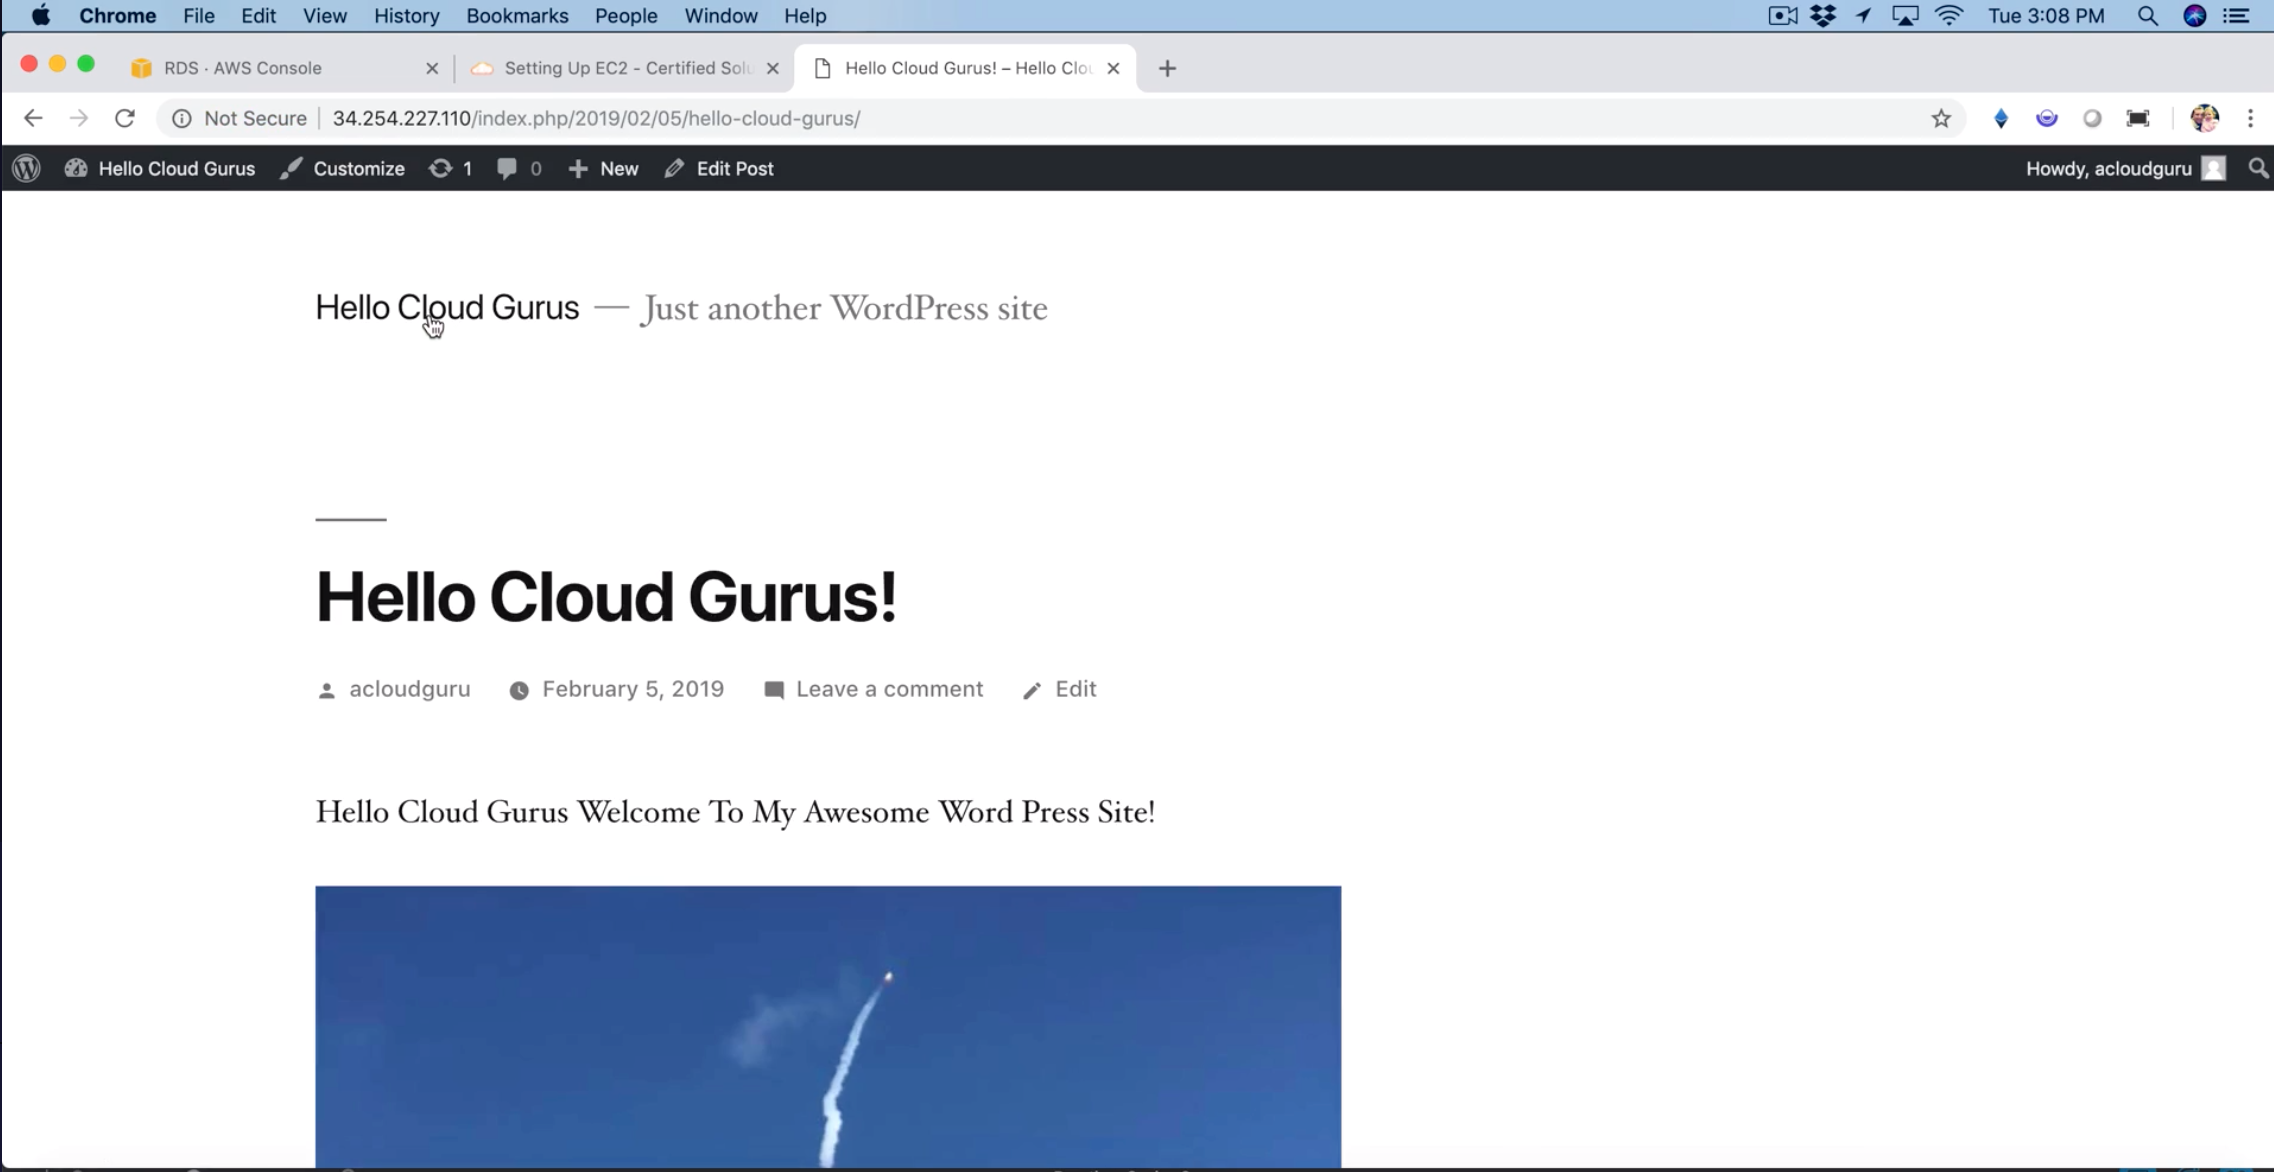 Chrome File Edit View History Bookmarks People Window Help Tue 3:08 PM
RDS · AWS Console Setting Up EC2 - Certified Solu Hello Cloud Gurus! – Hello Clou
Not Secure 34.254.227.110/index.php/2019/02/05/hello-cloud-gurus/
Hello Cloud Gurus Customize 1 0 New Edit Post Howdy, acloudguru
Hello Cloud Gurus — Just another WordPress site
Hello Cloud Gurus!
acloudguru February 5, 2019 Leave a comment Edit
Hello Cloud Gurus Welcome To My Awesome Word Press Site!